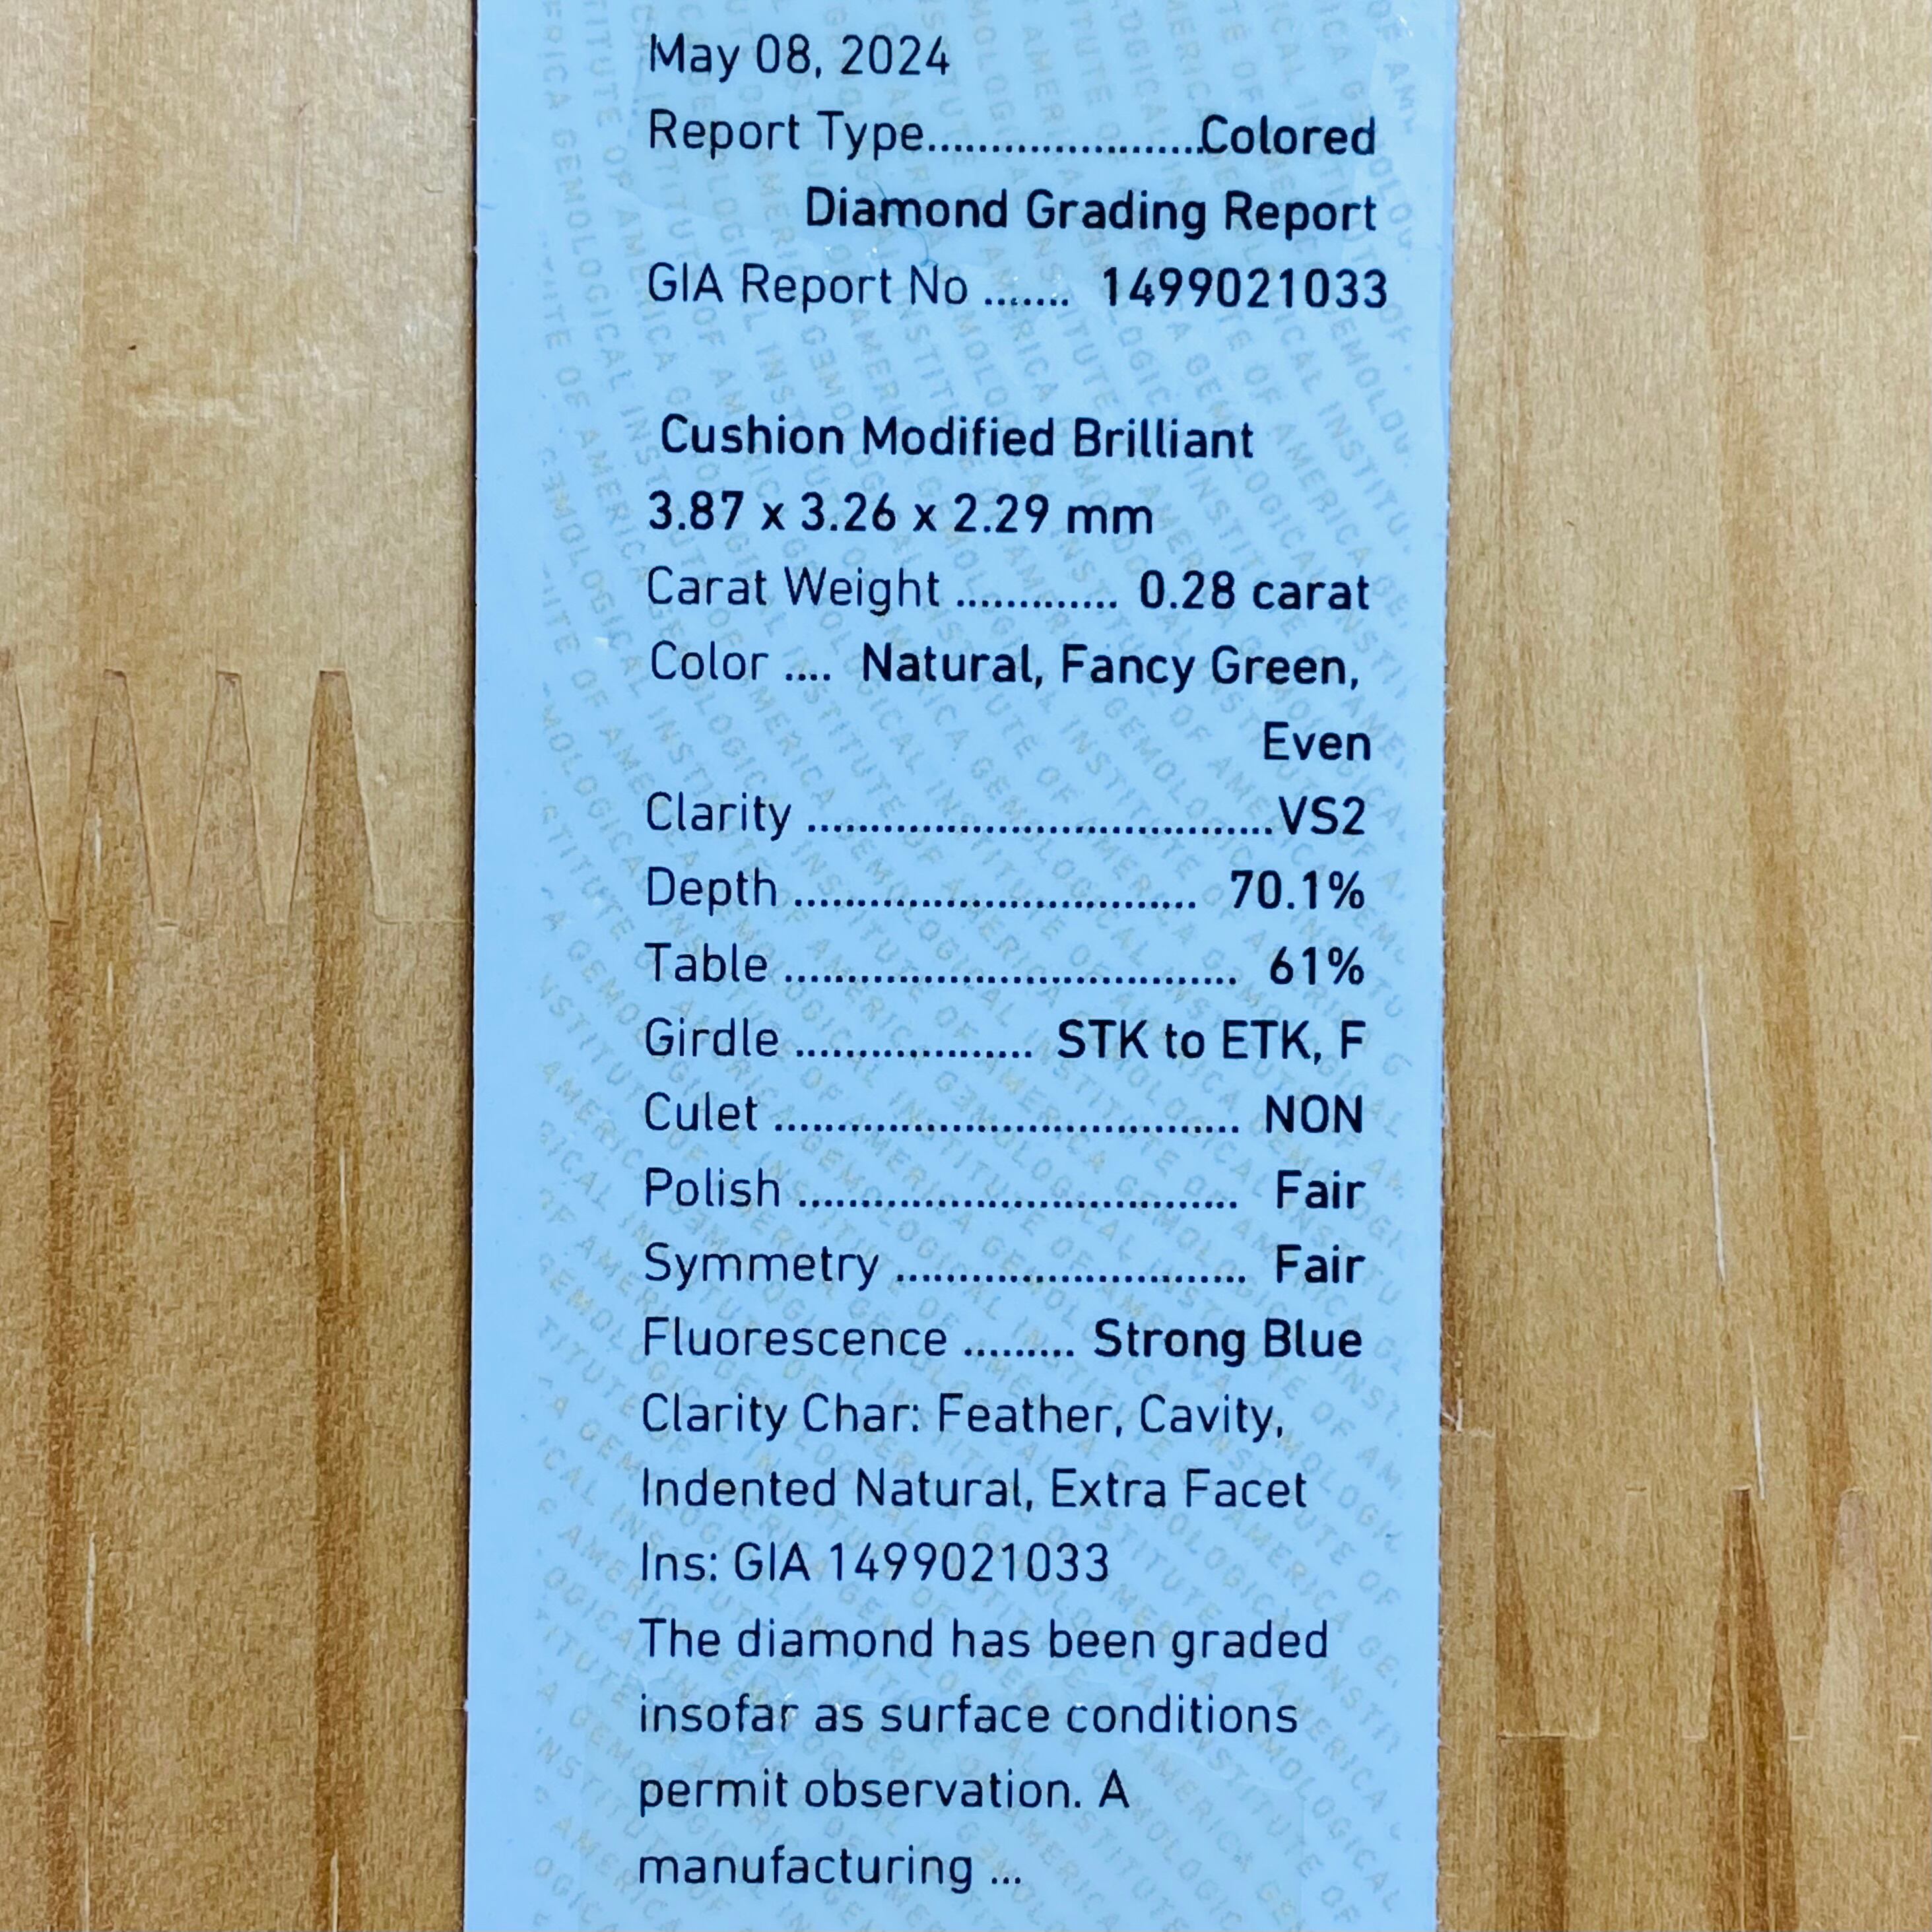 May 08, 2024
Report Type......................Colored
Diamond Grading Report
GIA Report No ....... 1499021033
Cushion Modified Brilliant
3.87 x 3.26 x 2.29 mm
Carat Weight ............. 0.28 carat
Color .... Natural, Fancy Green,
Even
Clarity .....................................VS2
Depth ................................ 70.1%
Table .................................... 61%
Girdle ................... STK to ETK, F
Culet ..................................... NON
Polish ................................... Fair
Symmetry ............................ Fair
Fluorescence ......... Strong Blue
Clarity Char: Feather, Cavity,
Indented Natural, Extra Facet
Ins: GIA 1499021033
The diamond has been graded
insofar as surface conditions
permit observation. A
manufacturing ...